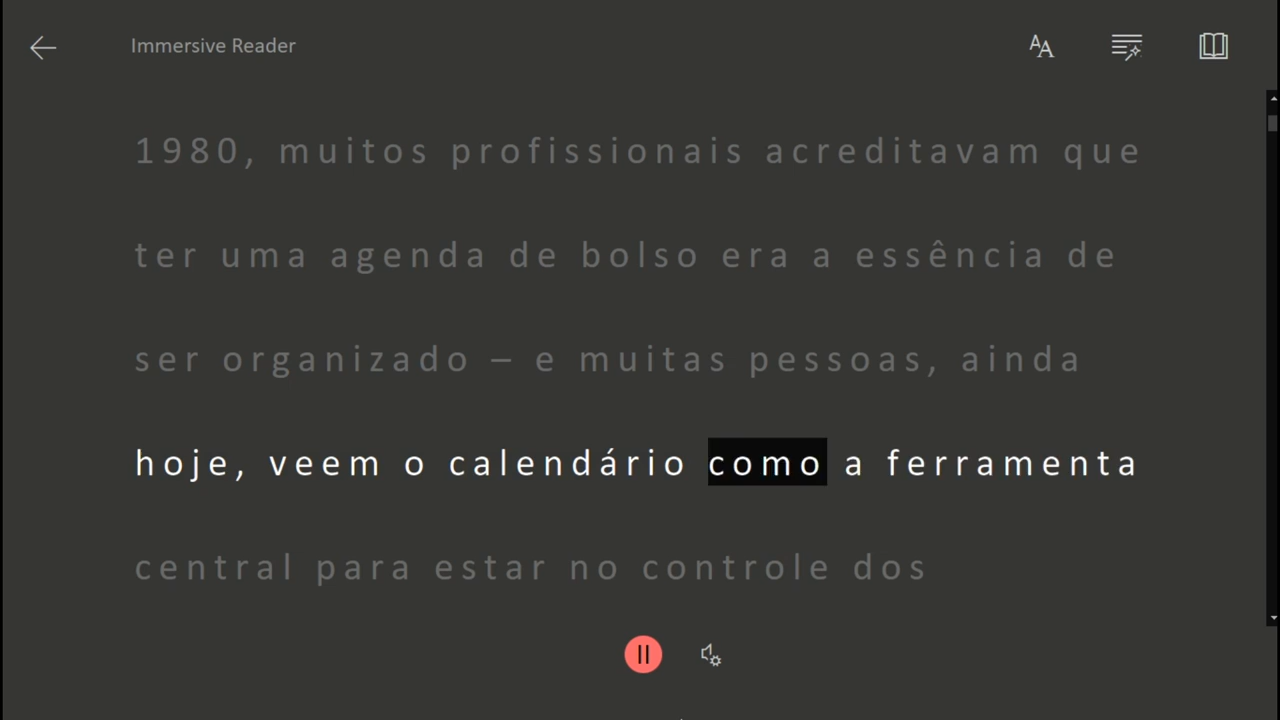 Immersive Reader
1980, muitos profissionais acreditavam que
ter uma agenda de bolso era a essência de
ser organizado – e muitas pessoas, ainda
hoje, veem o calendário como a ferramenta
central para estar no controle dos